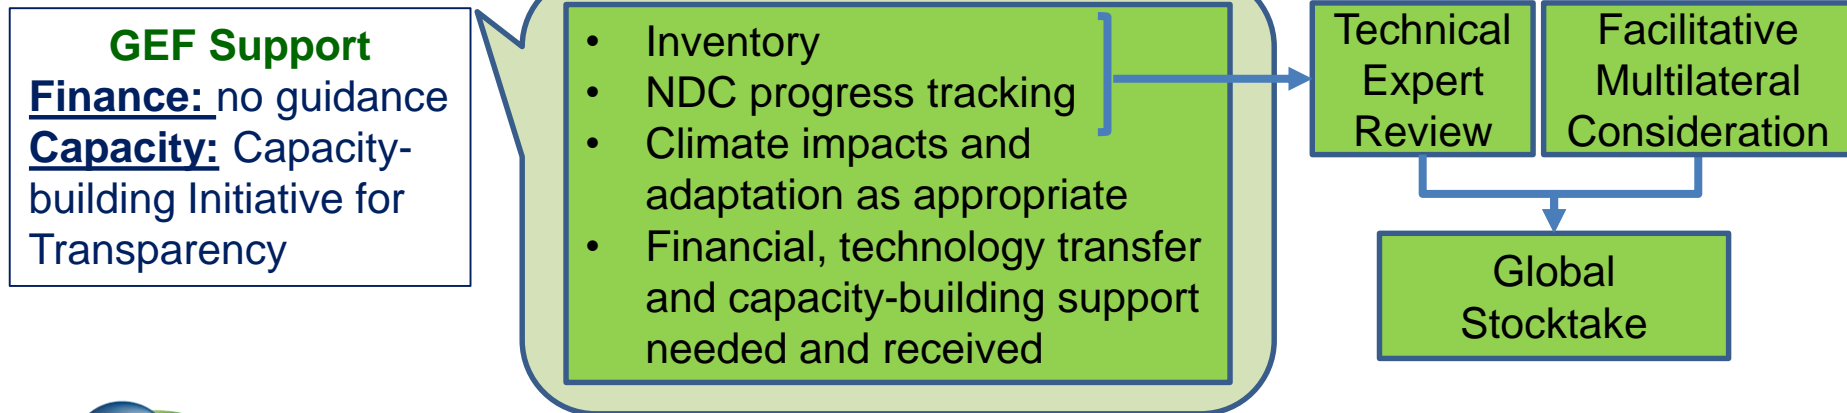 GEF Support
Finance: no guidance
Capacity: Capacity-
building Initiative for
Transparency
• Inventory
• NDC progress tracking
• Climate impacts and
adaptation as appropriate
• Financial, technology transfer
and capacity-building support
needed and received
Technical
Expert
Review
Facilitative
Multilateral
Consideration
Global
Stocktake